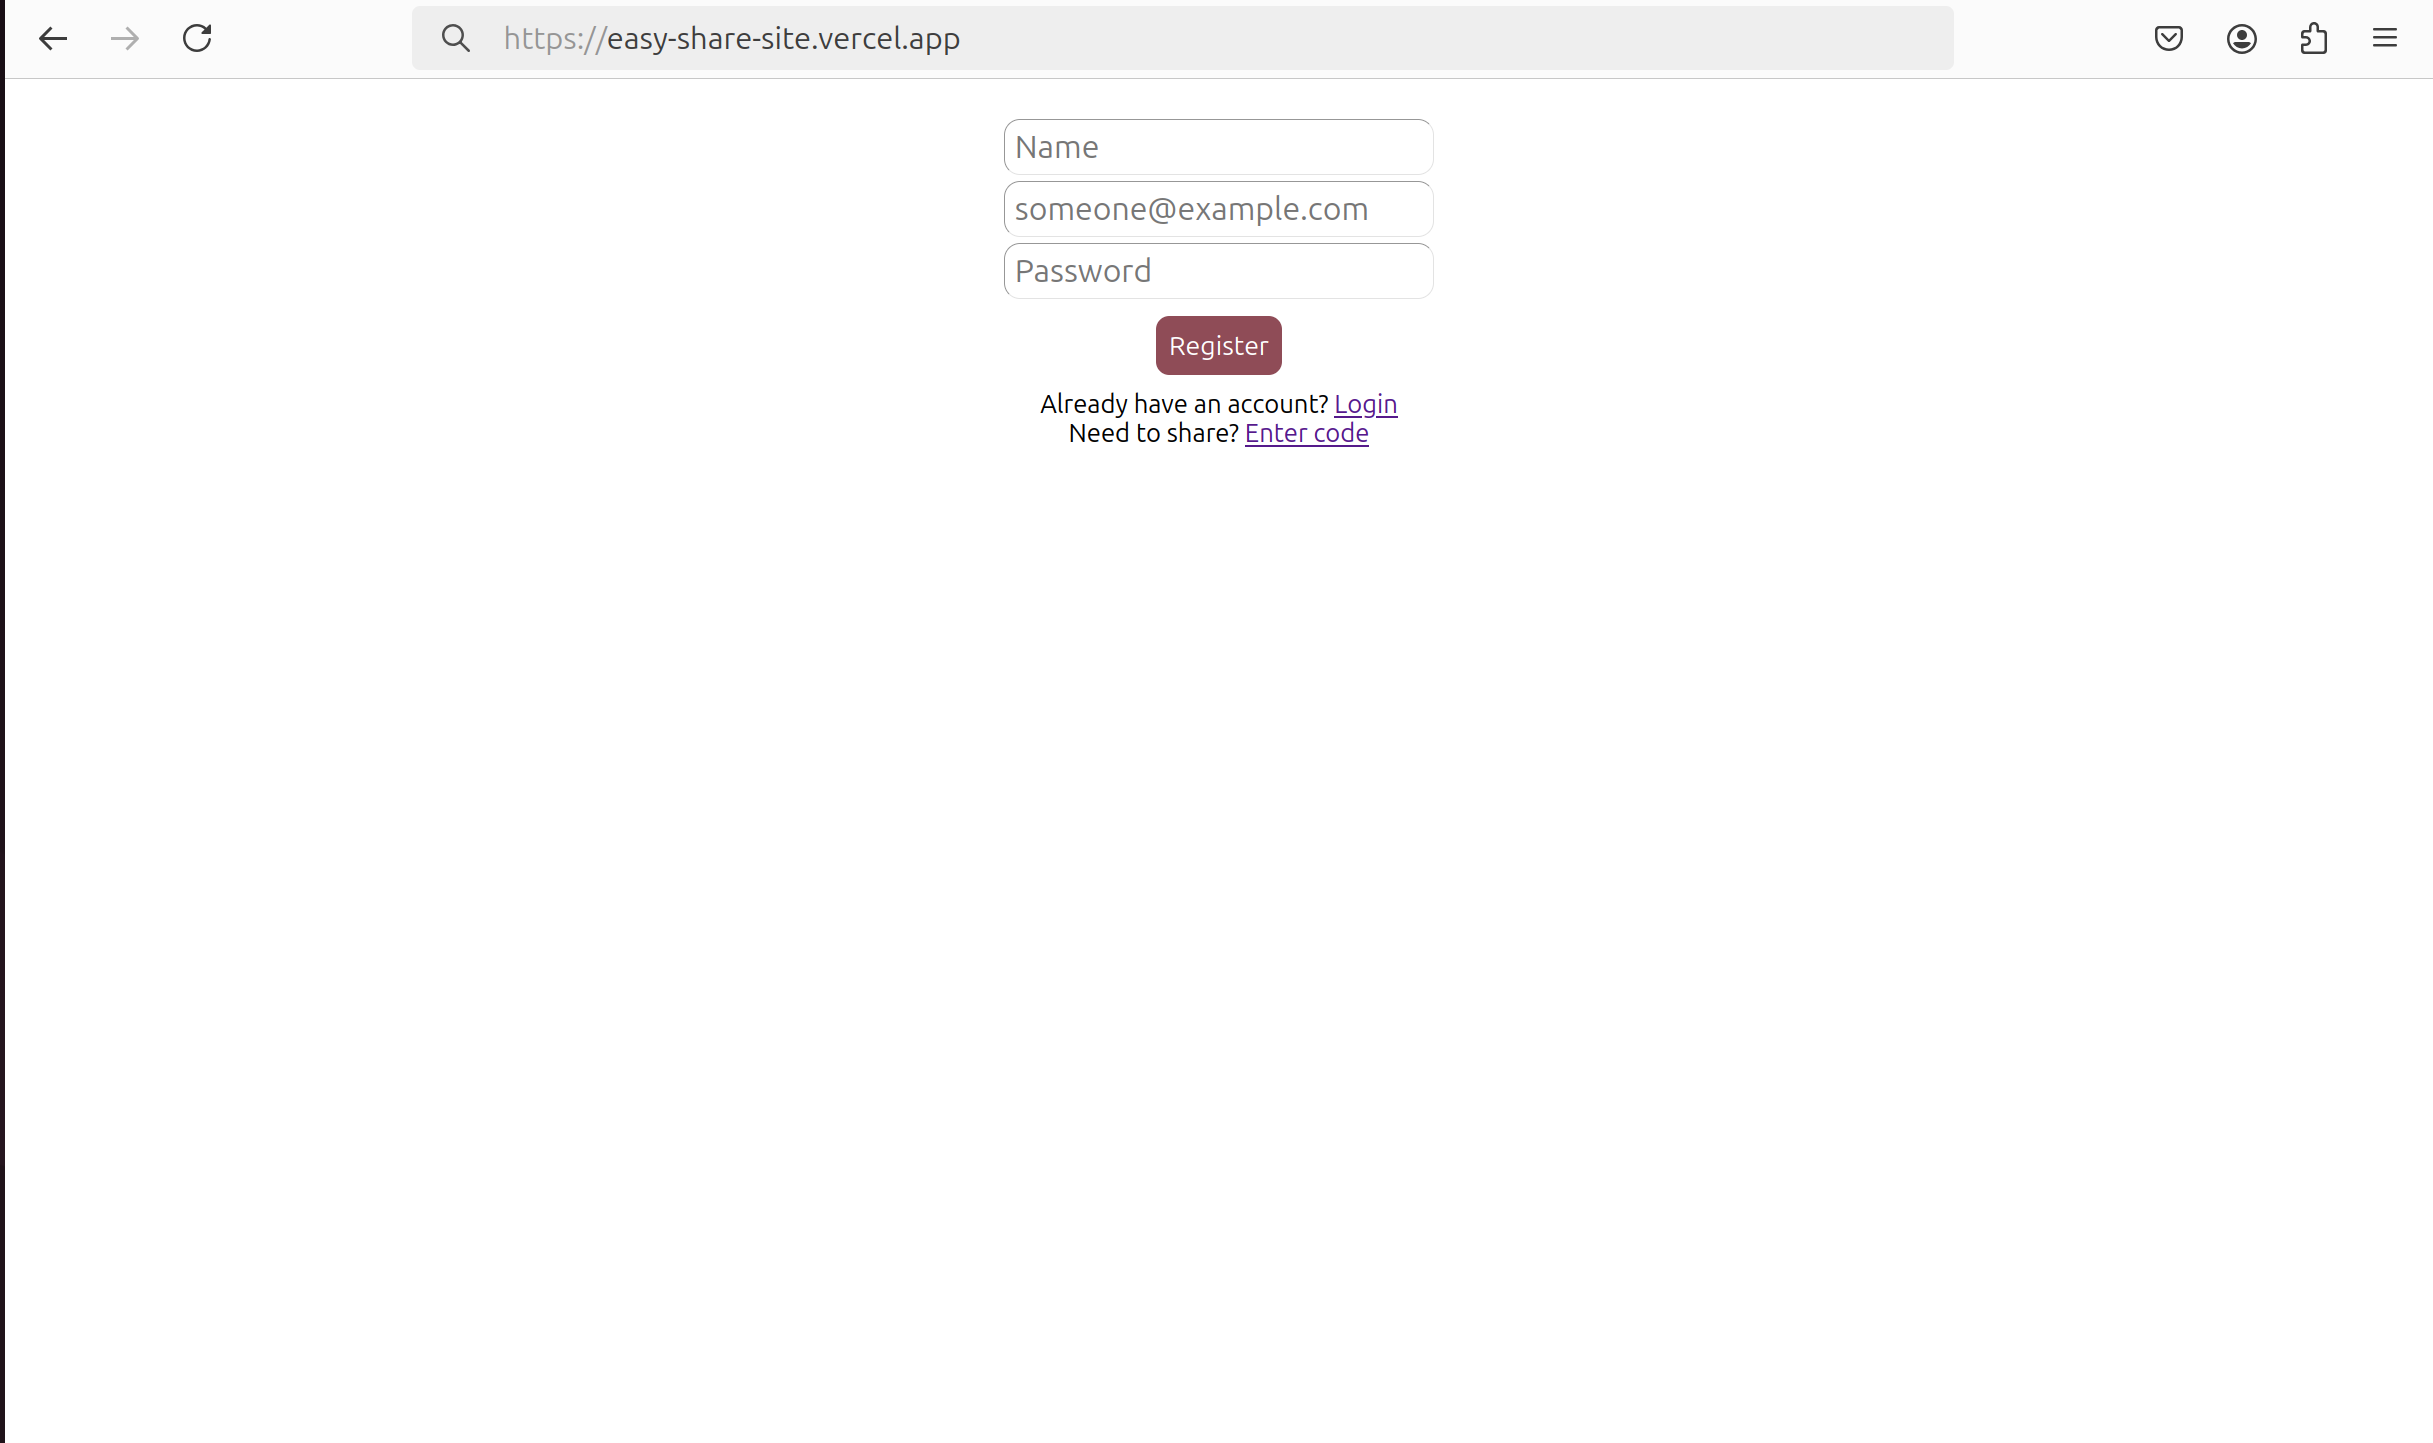 https://easy-share-site.vercel.app
Name
someone@example.com
Password
Register
Already have an account? Login
Need to share? Enter code